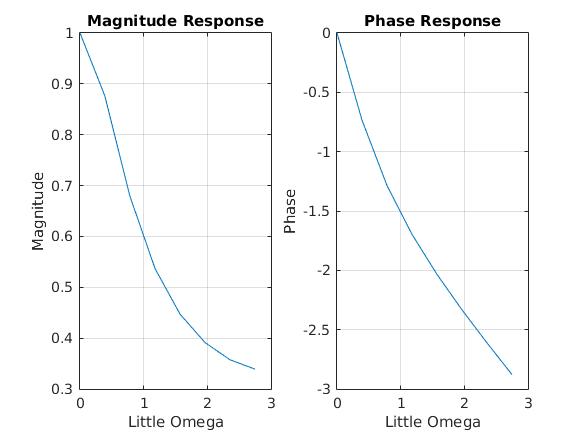 Magnitude Response
1
0.9
0.8
0.7
0.6
0.5
0.4
0.3
Magnitude
0 1 2 3
Little Omega
Phase Response
0
-0.5
-1
-1.5
-2
-2.5
-3
Phase
0 1 2 3
Little Omega